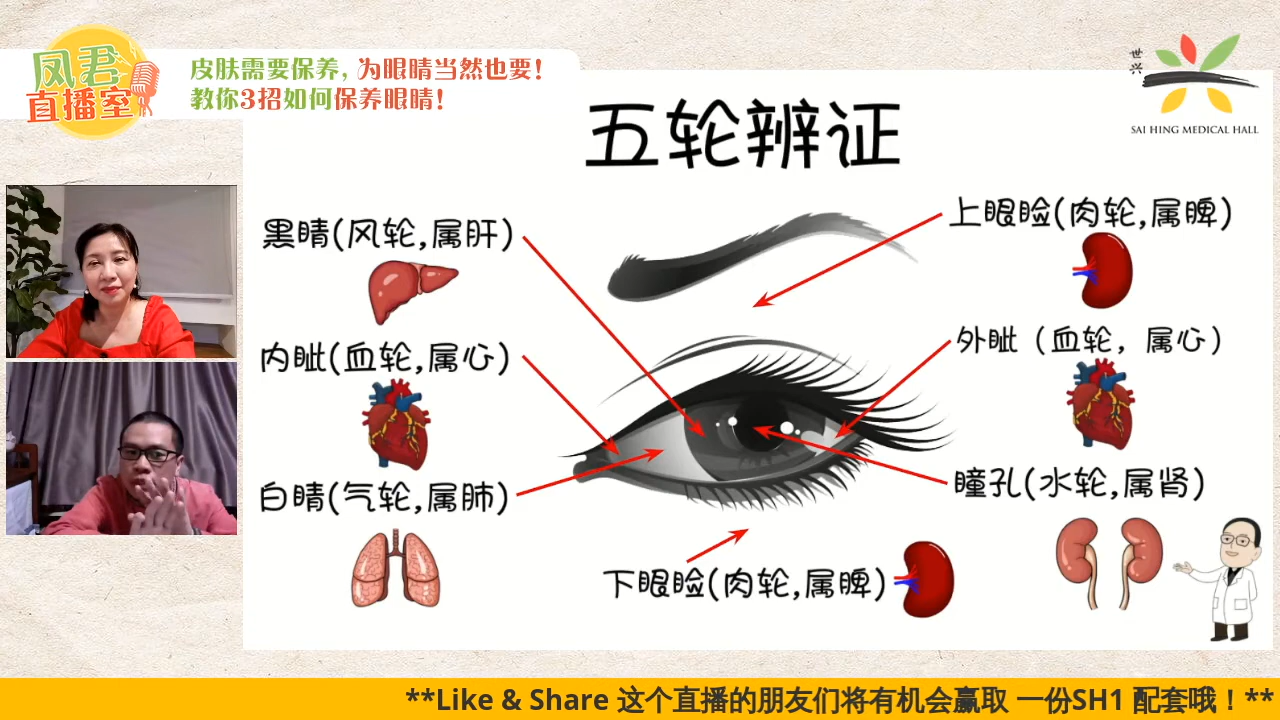 凤君
直播室
皮肤需要保养, 为眼睛当然也要!
教你3招如何保养眼睛!
世兴
SAI HING MEDICAL HALL
五轮辨证
黑睛(风轮,属肝)
上眼睑(肉轮,属脾)
内眦(血轮,属心)
外眦（血轮，属心）
白睛(气轮,属肺)
瞳孔(水轮,属肾)
下眼睑(肉轮,属脾)
**Like & Share 这个直播的朋友们将有机会赢取 一份SH1 配套哦！**